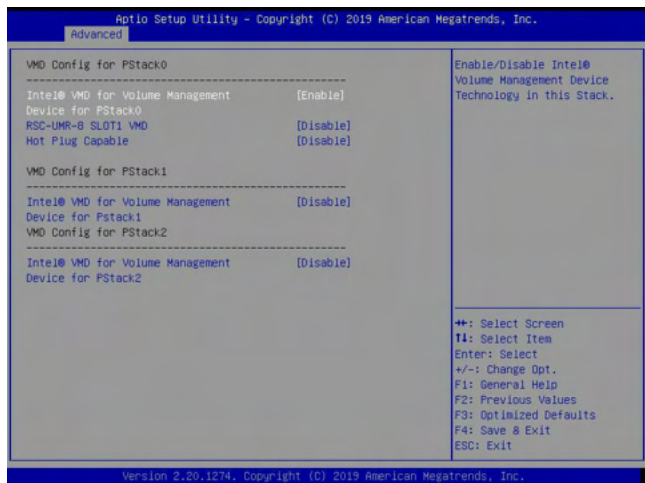 Aptio Setup Utility - Copyright (C) 2019 American Megatrends, Inc.
Advanced
VMD Config for PStack0
------------------------------------------------
Intel® VMD for Volume Management [Enable]
Device for PStack0
RSC-UMR-8 SLOT1 VMD [Disable]
Hot Plug Capable [Disable]
VMD Config for PStack1
------------------------------------------------
Intel® VMD for Volume Management [Disable]
Device for Pstack1
VMD Config for PStack2
------------------------------------------------
Intel® VMD for Volume Management [Disable]
Device for PStack2
Enable/Disable Intel®
Volume Management Device
Technology in this Stack.
→←: Select Screen
↑↓: Select Item
Enter: Select
+/-: Change Opt.
F1: General Help
F2: Previous Values
F3: Optimized Defaults
F4: Save & Exit
ESC: Exit
Version 2.20.1274. Copyright (C) 2019 American Megatrends, Inc.